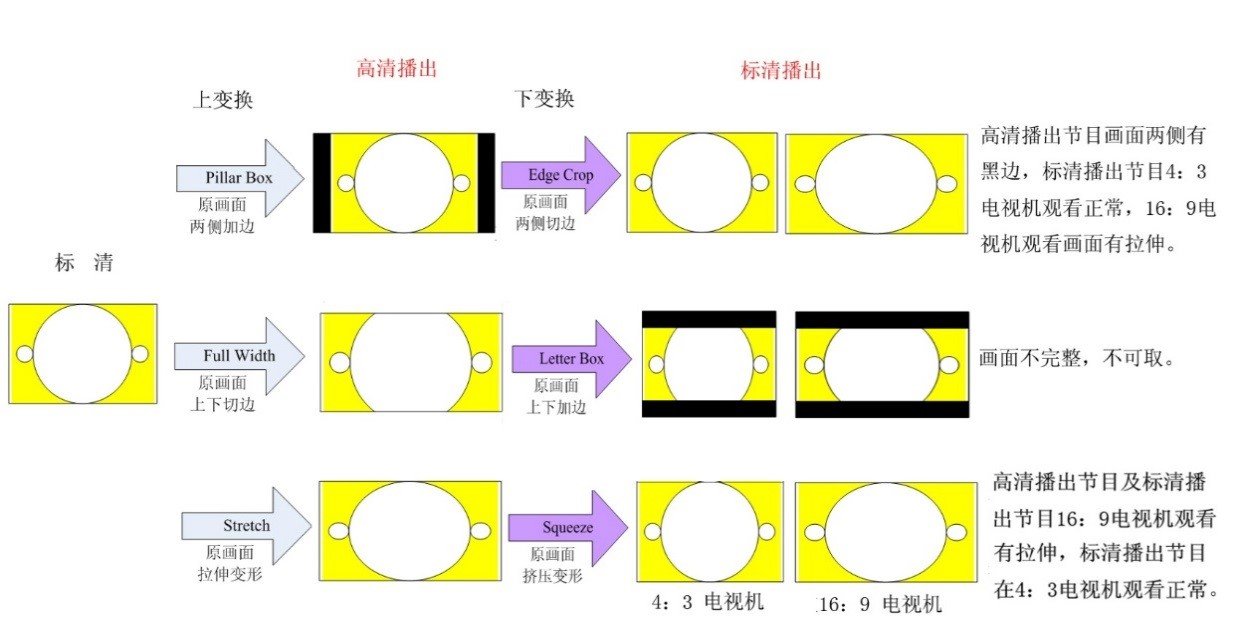 高清播出
标清播出
上变换
下变换
Pillar Box
原画面
两侧加边
Edge Crop
原画面
两侧切边
高清播出节目画面两侧有
黑边，标清播出节目4：3
电视机观看正常，16：9电
视机观看画面有拉伸。
标 清
Full Width
原画面
上下切边
Letter Box
原画面
上下加边
画面不完整，不可取。
Stretch
原画面
拉伸变形
Squeeze
原画面
挤压变形
高清播出节目及标清播
出节目16：9电视机观看
有拉伸，标清播出节目
在4：3电视机观看正常。
4：3 电视机
16：9 电视机